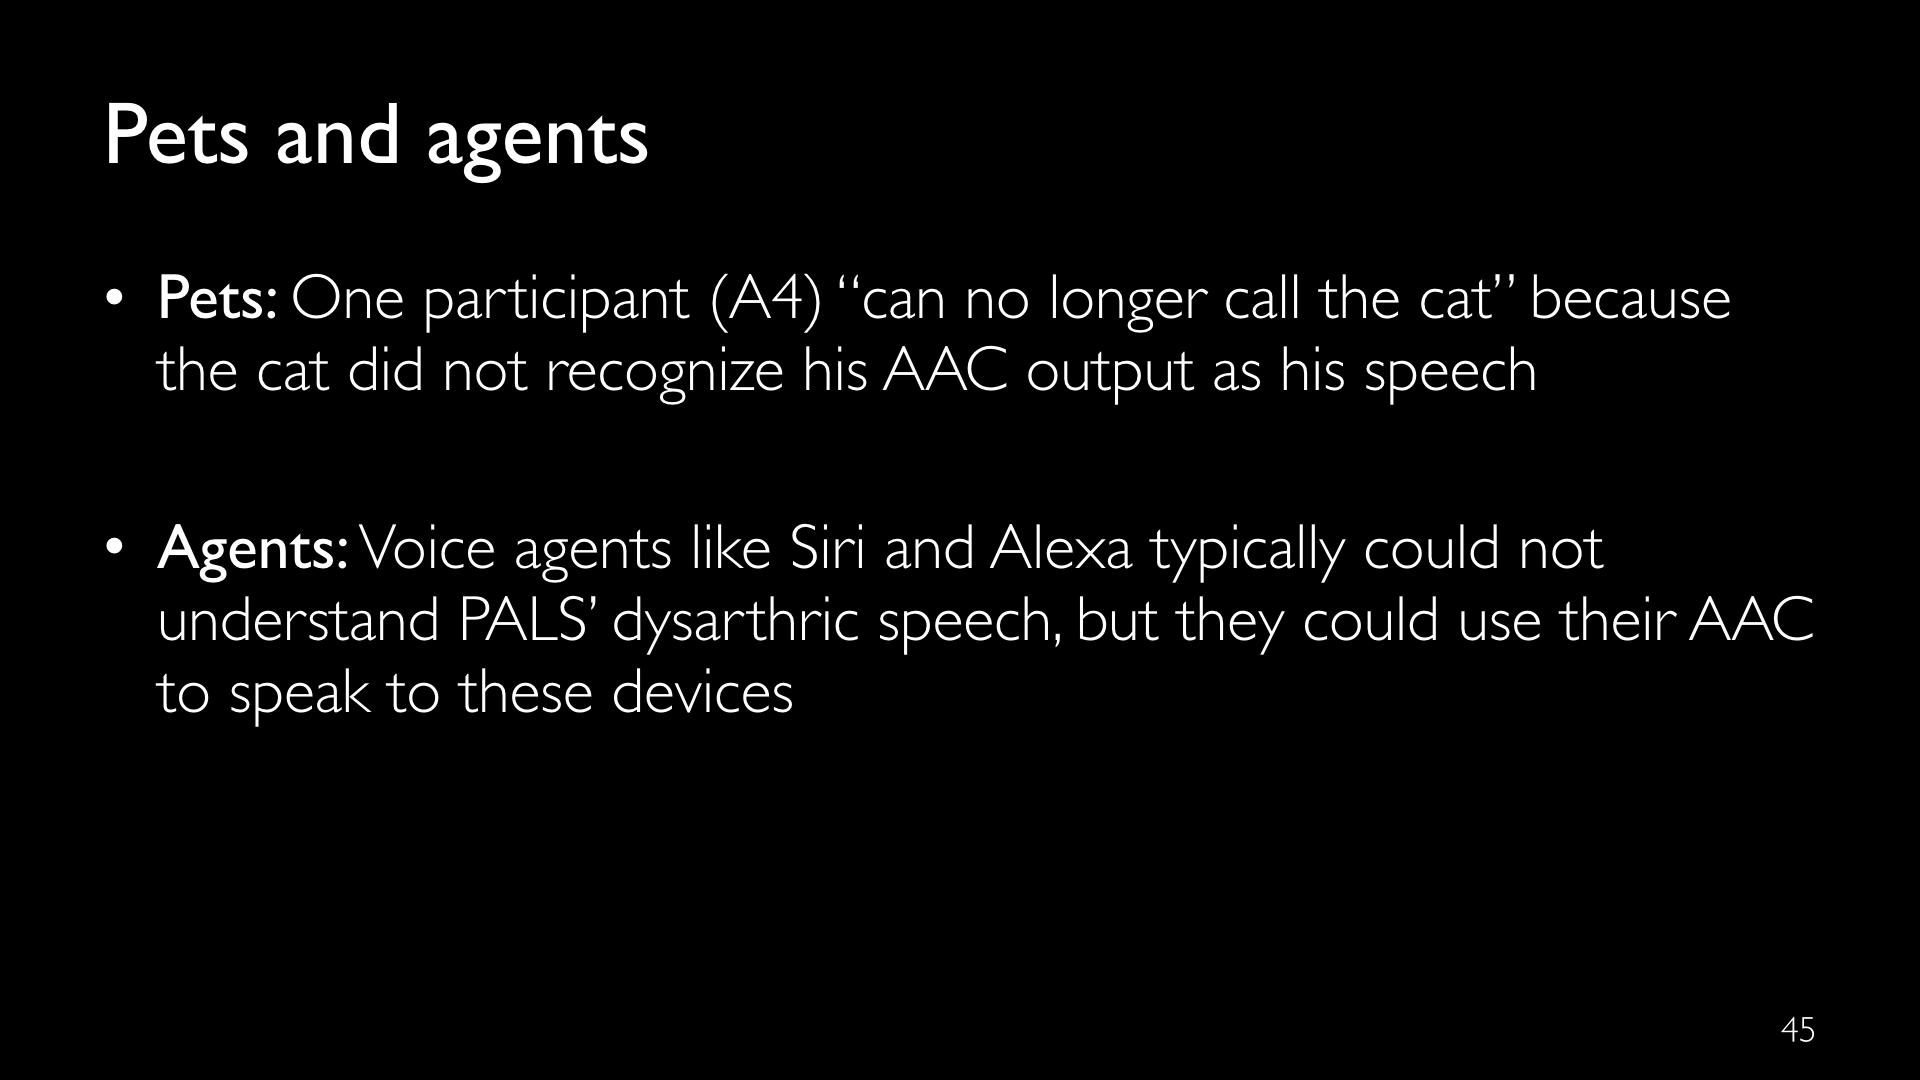 Pets and agents
• Pets: One participant (A4) “can no longer call the cat” because
the cat did not recognize his AAC output as his speech
• Agents: Voice agents like Siri and Alexa typically could not
understand PALS’ dysarthric speech, but they could use their AAC
to speak to these devices
45